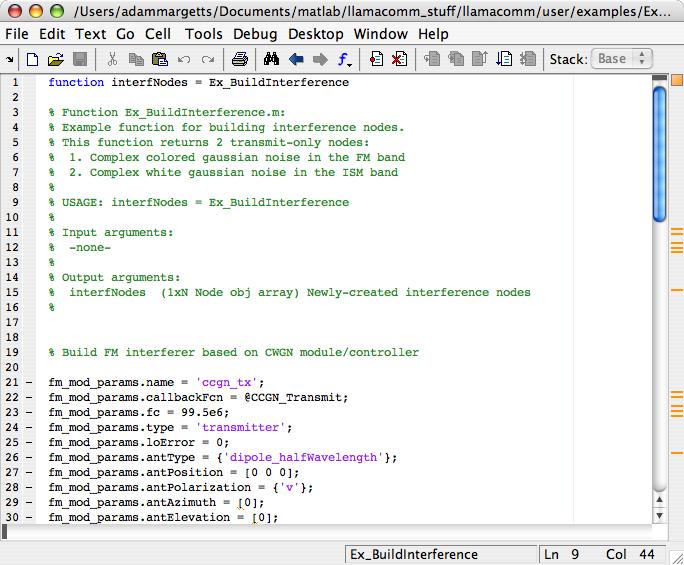 /Users/adammargetts/Documents/matlab/llamacomm_stuff/llamacomm/user/examples/Ex...
File Edit Text Go Cell Tools Debug Desktop Window Help
Stack: Base
1 function interfNodes = Ex_BuildInterference
2
3 % Function Ex_BuildInterference.m:
4 % Example function for building interference nodes.
5 % This function returns 2 transmit-only nodes:
6 %  1. Complex colored gaussian noise in the FM band
7 %  2. Complex white gaussian noise in the ISM band
8 %
9 % USAGE: interfNodes = Ex_BuildInterference
10 %
11 % Input arguments:
12 %  -none-
13 %
14 % Output arguments:
15 %  interfNodes  (1xN Node obj array) Newly-created interference nodes
16 %
17
18
19 % Build FM interferer based on CWGN module/controller
20
21 - fm_mod_params.name = 'ccgn_tx';
22 - fm_mod_params.callbackFcn = @CCGN_Transmit;
23 - fm_mod_params.fc = 99.5e6;
24 - fm_mod_params.type = 'transmitter';
25 - fm_mod_params.loError = 0;
26 - fm_mod_params.antType = {'dipole_halfWavelength'};
27 - fm_mod_params.antPosition = [0 0 0];
28 - fm_mod_params.antPolarization = {'v'};
29 - fm_mod_params.antAzimuth = [0];
30 - fm_mod_params.antElevation = [0];
Ex_BuildInterference Ln 9 Col 44